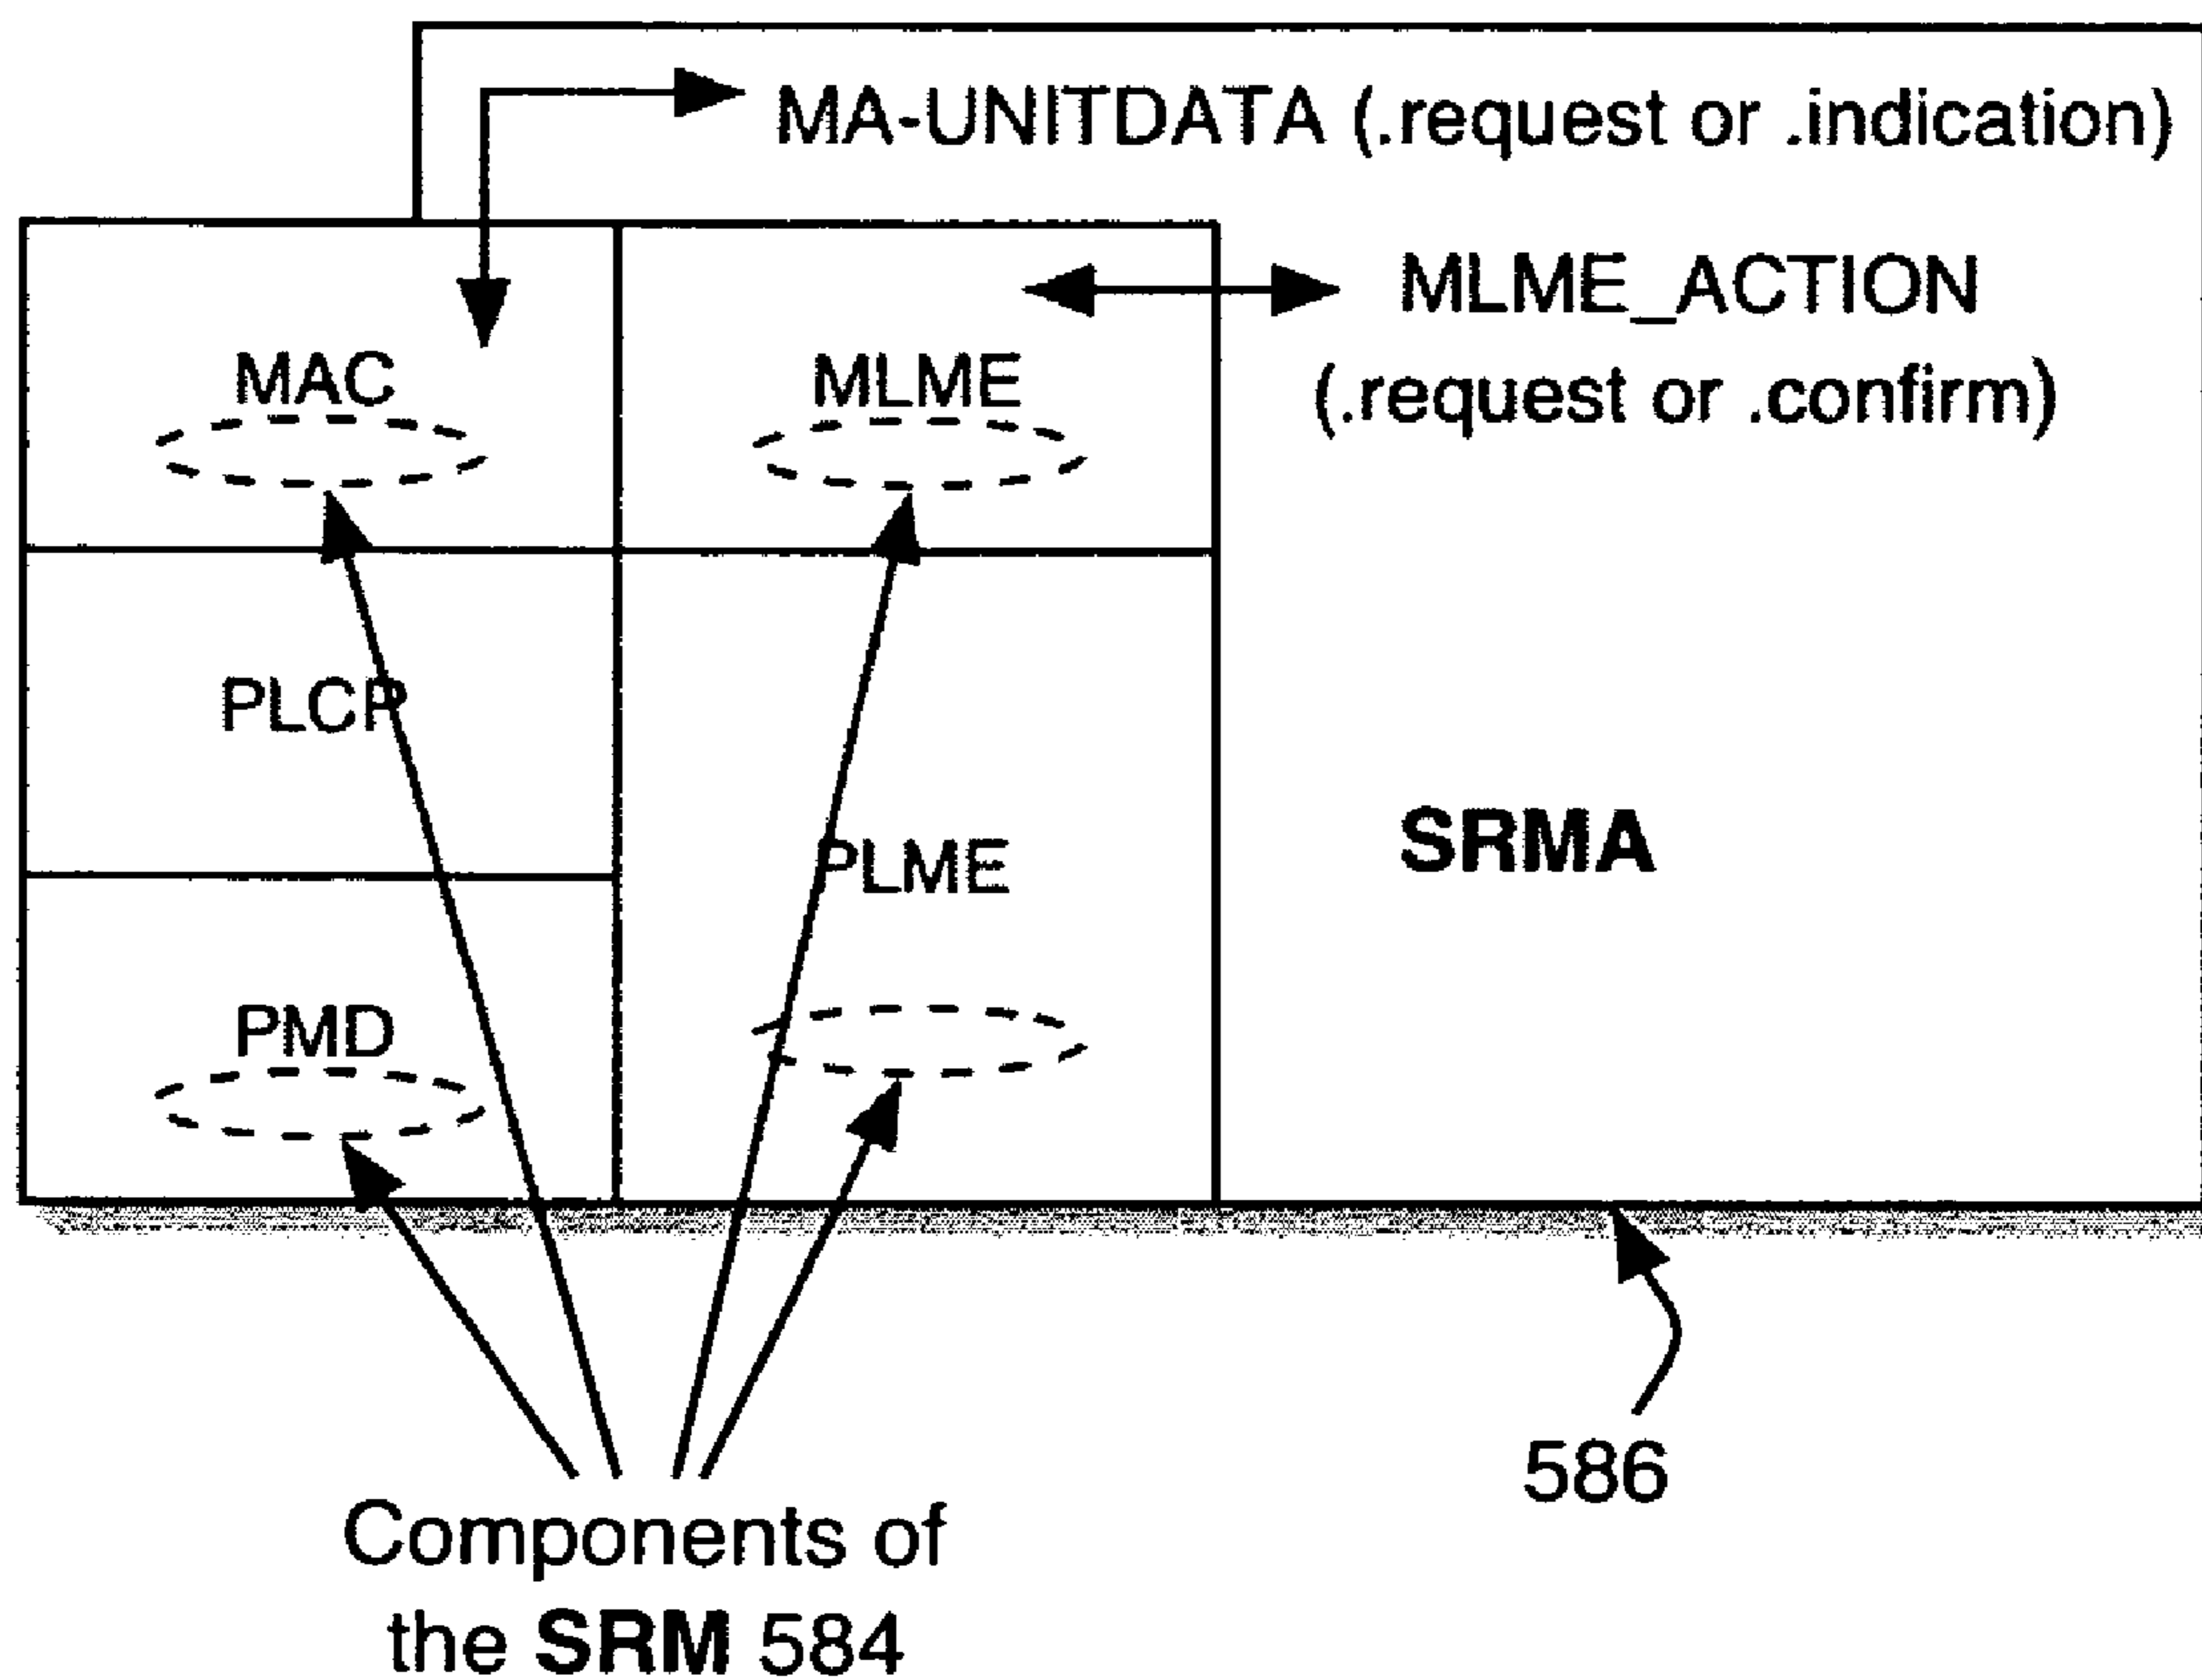 MA-UNITDATA (.request or .indication)
MLME_ACTION
(.request or .confirm)
MAC
MLME
PLCP
PLME
SRMA
PMD
586
Components of
the SRM 584